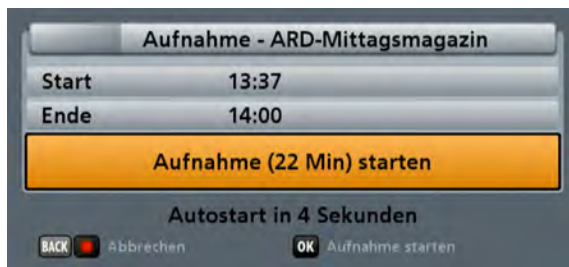 Aufnahme - ARD-Mittagsmagazin
Start 13:37
Ende 14:00
Aufnahme (22 Min) starten
Autostart in 4 Sekunden
BACK Abbrechen OK Aufnahme starten